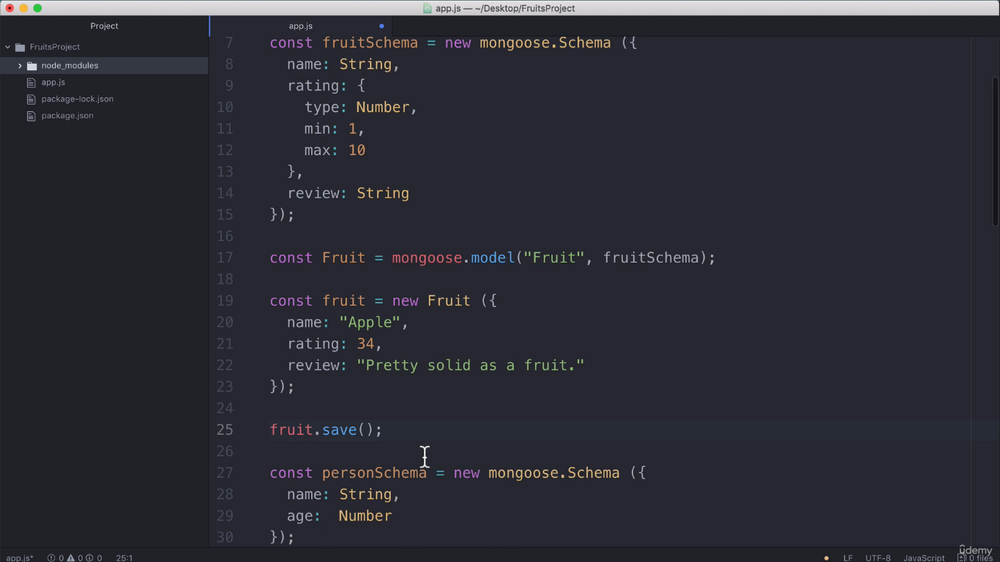 app.js — ~/Desktop/FruitsProject
Project
app.js
FruitsProject
node_modules
app.js
package-lock.json
package.json
7 const fruitSchema = new mongoose.Schema ({
8 name: String,
9 rating: {
10 type: Number,
11 min: 1,
12 max: 10
13 },
14 review: String
15 });
16
17 const Fruit = mongoose.model("Fruit", fruitSchema);
18
19 const fruit = new Fruit ({
20 name: "Apple",
21 rating: 34,
22 review: "Pretty solid as a fruit."
23 });
24
25 fruit.save();
26
27 const personSchema = new mongoose.Schema ({
28 name: String,
29 age: Number
30 });
app.js* 0 0 0 25:1 LF UTF-8 JavaScript 0 files
udemy